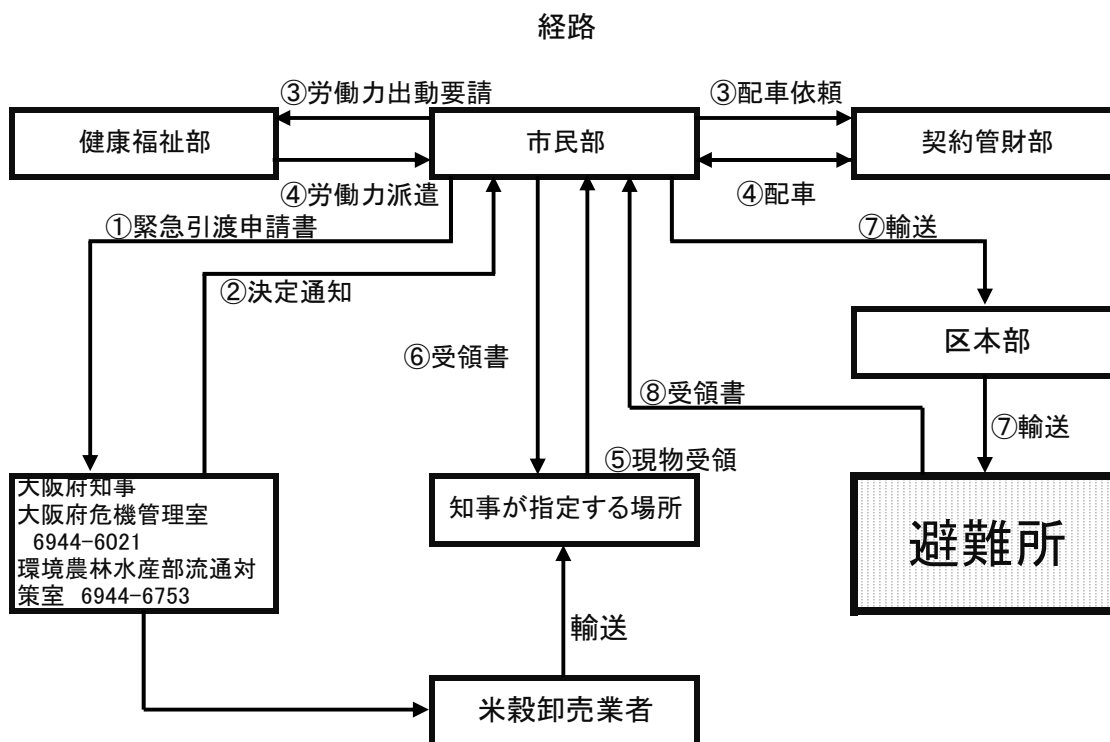 経路
③労働力出動要請
③配車依頼
健康福祉部
市民部
契約管財部
④労働力派遣
④配車
①緊急引渡申請書
⑦輸送
②決定通知
区本部
⑥受領書
⑧受領書
⑦輸送
⑤現物受領
大阪府知事
大阪府危機管理室
6944-6021
環境農林水産部流通対
策室 6944-6753
知事が指定する場所
避難所
輸送
米穀卸売業者